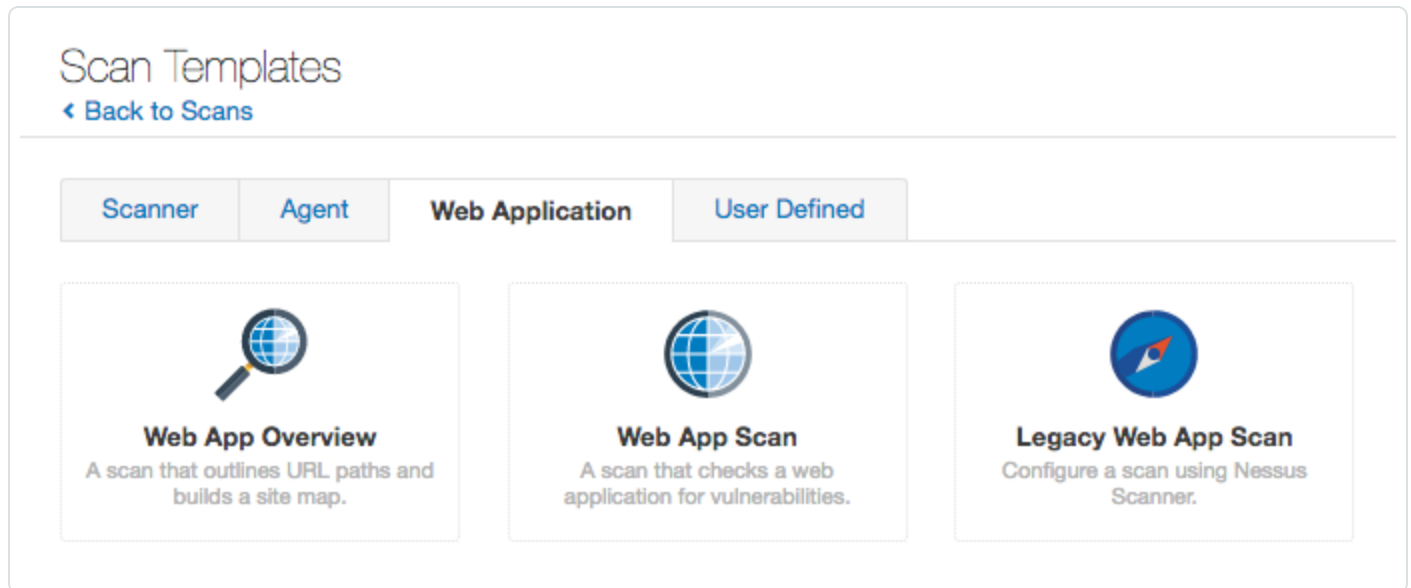 Scan Templates
Back to Scans
Scanner
Agent
Web Application
User Defined
Web App Overview
A scan that outlines URL paths and
builds a site map.
Web App Scan
A scan that checks a web
application for vulnerabilities.
Legacy Web App Scan
Configure a scan using Nessus
Scanner.